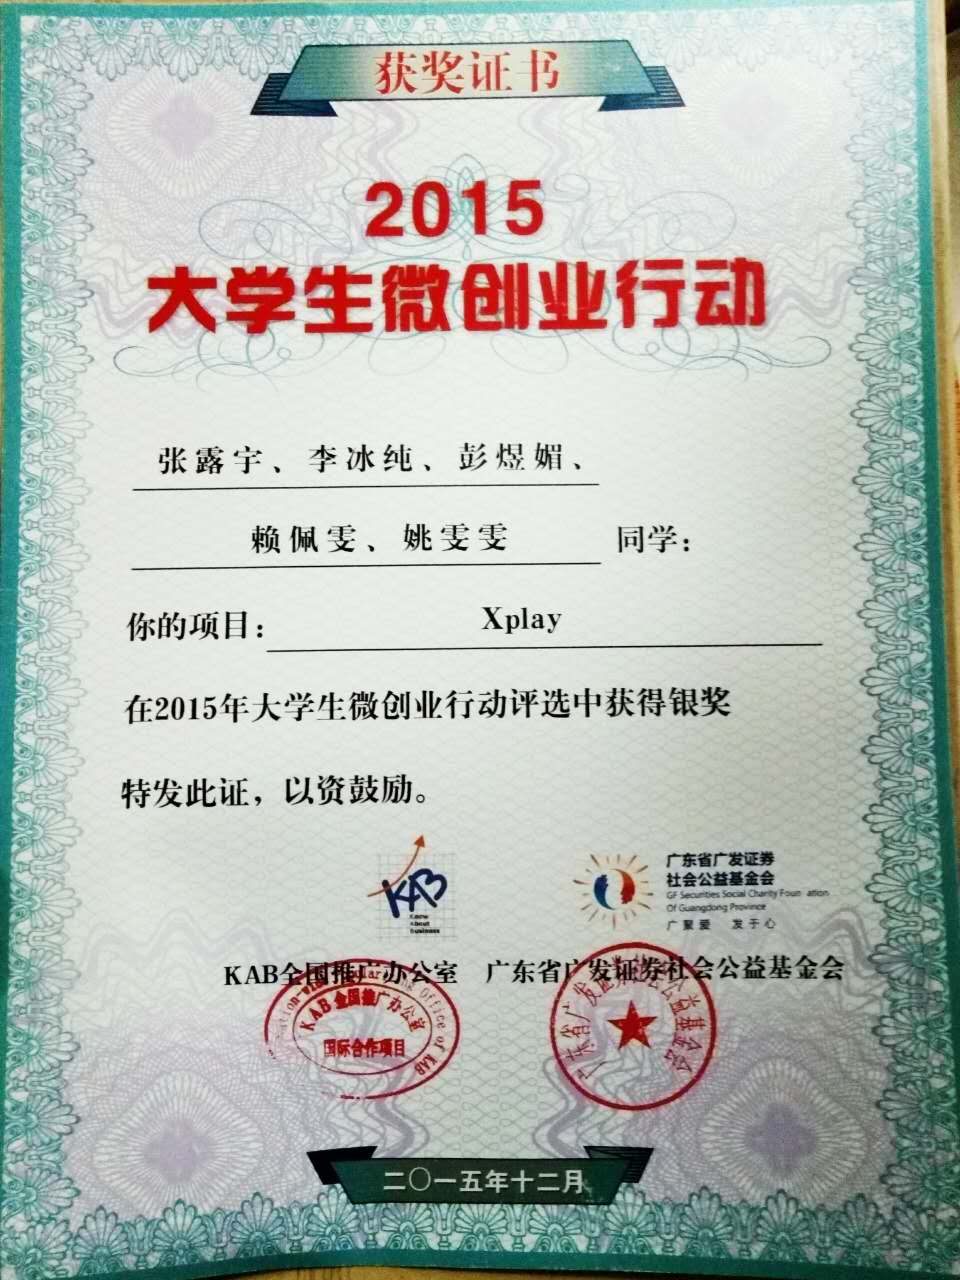 获奖证书
2015
大学生微创业行动
张露宇、李冰纯、彭煜媚、
赖佩雯、姚雯雯 同学：
你的项目： Xplay
在2015年大学生微创业行动评选中获得银奖
特发此证，以资鼓励。
KAB
Know
About
Business
广东省广发证券
社会公益基金会
GF Securities Social Charity Foun ation
Of Guangdong Province
广聚爱 发于心
KAB全国推广办公室 广东省广发证券社会公益基金会
Office of KAB
KAB全国推广办公室
国际合作项目
广东省广发证券社会公益基金会
二〇一五年十二月